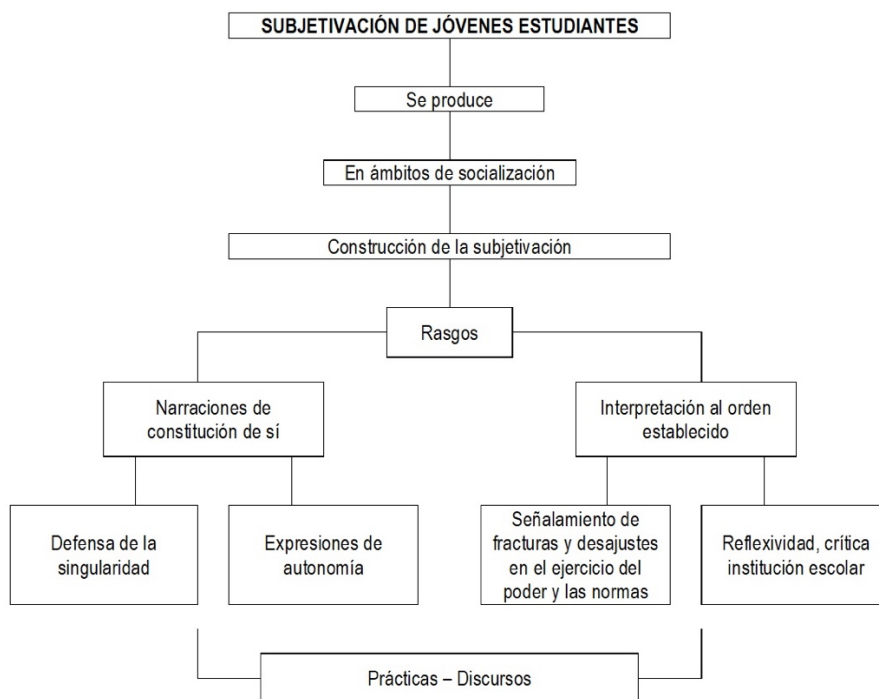 SUBJETIVACIÓN DE JÓVENES ESTUDIANTES
Se produce
En ámbitos de socialización
Construcción de la subjetivación
Rasgos
Narraciones de
constitución de sí
Interpretación al orden
establecido
Defensa de la
singularidad
Expresiones de
autonomía
Señalamiento de
fracturas y desajustes
en el ejercicio del
poder y las normas
Reflexividad, crítica
institución escolar
Prácticas – Discursos